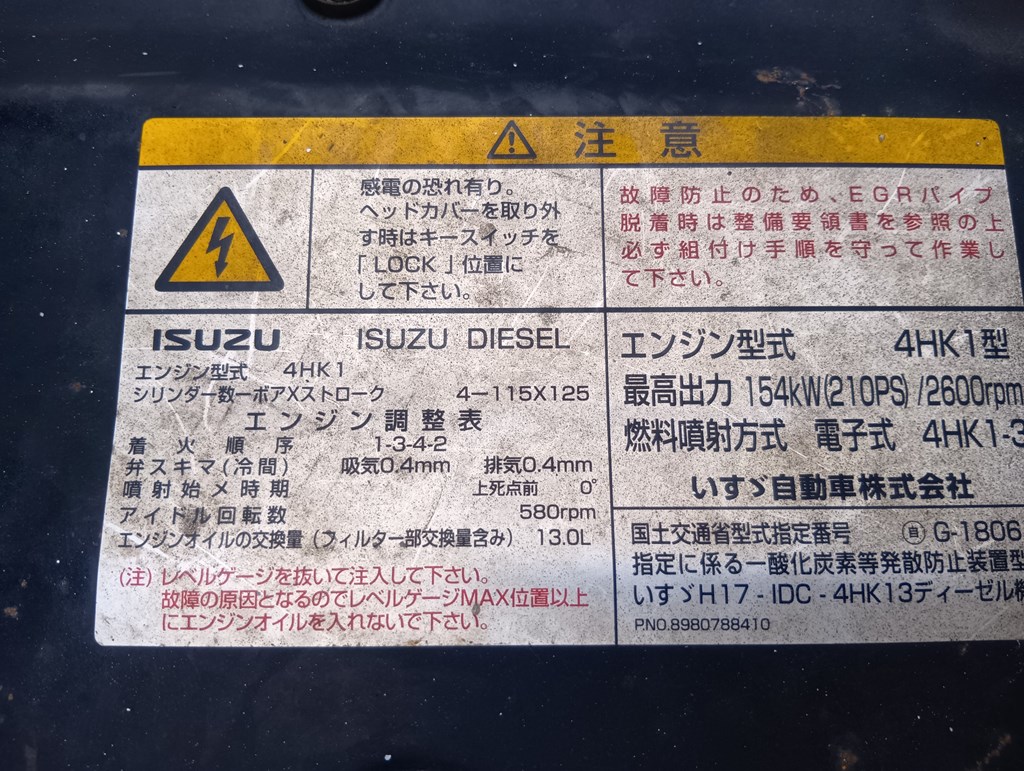 ⚠ 注意
感電の恐れ有り。
ヘッドカバーを取り外
す時はキースイッチを
「LOCK」位置に
して下さい。
故障防止のため、EGRパイプ
脱着時は整備要領書を参照の上
必ず組付け手順を守って作業し
て下さい。
ISUZU ISUZU DIESEL
エンジン型式 4HK1
シリンダー数ーボアXストローク 4ー115X125
エンジン調整表
着火順序 1-3-4-2
弁スキマ(冷間) 吸気0.4mm 排気0.4mm
噴射始メ時期 上死点前 0°
アイドル回転数 580rpm
エンジンオイルの交換量(フィルター部交換量含み) 13.0L
(注)レベルゲージを抜いて注入して下さい。
故障の原因となるのでレベルゲージMAX位置以上
にエンジンオイルを入れないで下さい。
エンジン型式 4HK1型
最高出力 154kW(210PS)/2600rpm
燃料噴射方式 電子式 4HK1-3
いすゞ自動車株式会社
国土交通省型式指定番号 ㊀自 G-1806
指定に係る一酸化炭素等発散防止装置型
いすゞH17-IDC-4HK13ディーゼル機
P.NO.8980788410